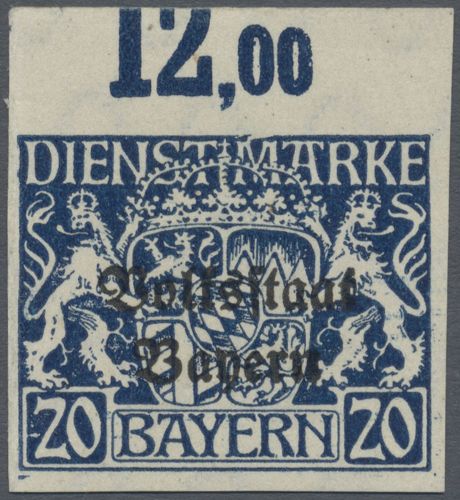 12,00
DIENSTMARKE
Volksstaat
Bayern
20 BAYERN 20